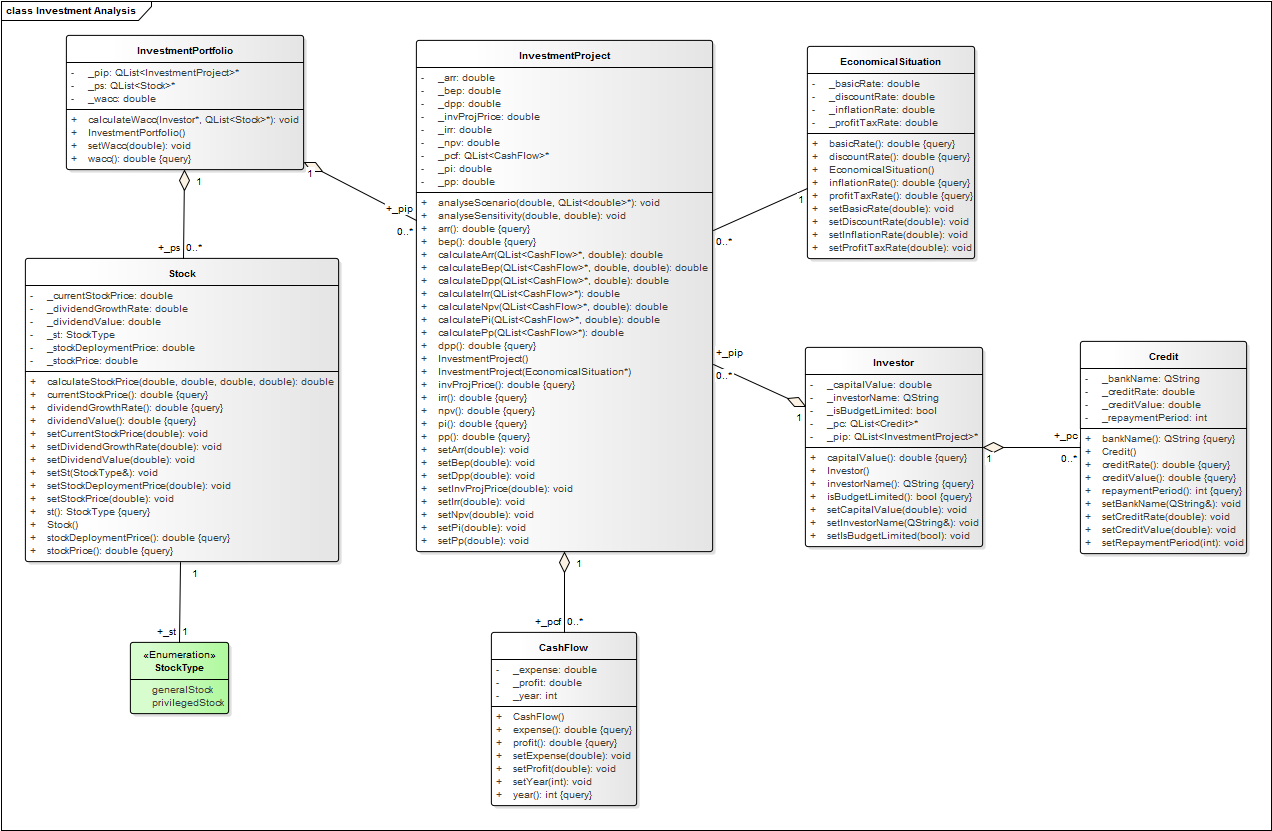 class Investment Analysis
InvestmentPortfolio
- _pip: QList<InvestmentProject>*
- _ps: QList<Stock>*
- _wacc: double
+ calculateWacc(Investor*, QList<Stock>*): void
+ InvestmentPortfolio()
+ setWacc(double): void
+ wacc(): double {query}
1
1
+_ps 0..*
+_pip
0..*
Stock
- _currentStockPrice: double
- _dividendGrowthRate: double
- _dividendValue: double
- _st: StockType
- _stockDeploymentPrice: double
- _stockPrice: double
+ calculateStockPrice(double, double, double, double): double
+ currentStockPrice(): double {query}
+ dividendGrowthRate(): double {query}
+ dividendValue(): double {query}
+ setCurrentStockPrice(double): void
+ setDividendGrowthRate(double): void
+ setDividendValue(double): void
+ setSt(StockType&): void
+ setStockDeploymentPrice(double): void
+ setStockPrice(double): void
+ st(): StockType {query}
+ Stock()
+ stockDeploymentPrice(): double {query}
+ stockPrice(): double {query}
1
+_st 1
«Enumeration»
StockType
generalStock
privilegedStock
InvestmentProject
- _arr: double
- _bep: double
- _dpp: double
- _invProjPrice: double
- _irr: double
- _npv: double
- _pcf: QList<CashFlow>*
- _pi: double
- _pp: double
+ analyseScenario(double, QList<double>*): void
+ analyseSensitivity(double, double): void
+ arr(): double {query}
+ bep(): double {query}
+ calculateArr(QList<CashFlow>*, double): double
+ calculateBep(QList<CashFlow>*, double, double): double
+ calculateDpp(QList<CashFlow>*, double): double
+ calculateIrr(QList<CashFlow>*): double
+ calculateNpv(QList<CashFlow>*, double): double
+ calculatePi(QList<CashFlow>*, double): double
+ calculatePp(QList<CashFlow>*): double
+ dpp(): double {query}
+ InvestmentProject()
+ InvestmentProject(EconomicalSituation*)
+ invProjPrice(): double {query}
+ irr(): double {query}
+ npv(): double {query}
+ pi(): double {query}
+ pp(): double {query}
+ setArr(double): void
+ setBep(double): void
+ setDpp(double): void
+ setInvProjPrice(double): void
+ setIrr(double): void
+ setNpv(double): void
+ setPi(double): void
+ setPp(double): void
1
+_pcf 0..*
CashFlow
- _expense: double
- _profit: double
- _year: int
+ CashFlow()
+ expense(): double {query}
+ profit(): double {query}
+ setExpense(double): void
+ setProfit(double): void
+ setYear(int): void
+ year(): int {query}
EconomicalSituation
- _basicRate: double
- _discountRate: double
- _inflationRate: double
- _profitTaxRate: double
+ basicRate(): double {query}
+ discountRate(): double {query}
+ EconomicalSituation()
+ inflationRate(): double {query}
+ profitTaxRate(): double {query}
+ setBasicRate(double): void
+ setDiscountRate(double): void
+ setInflationRate(double): void
+ setProfitTaxRate(double): void
1
0..*
+_pip
0..*
1
Investor
- _capitalValue: double
- _investorName: QString
- _isBudgetLimited: bool
- _pc: QList<Credit>*
- _pip: QList<InvestmentProject>*
+ capitalValue(): double {query}
+ Investor()
+ investorName(): QString {query}
+ isBudgetLimited(): bool {query}
+ setCapitalValue(double): void
+ setInvestorName(QString&): void
+ setIsBudgetLimited(bool): void
1
+_pc
0..*
Credit
- _bankName: QString
- _creditRate: double
- _creditValue: double
- _repaymentPeriod: int
+ bankName(): QString {query}
+ Credit()
+ creditRate(): double {query}
+ creditValue(): double {query}
+ repaymentPeriod(): int {query}
+ setBankName(QString&): void
+ setCreditRate(double): void
+ setCreditValue(double): void
+ setRepaymentPeriod(int): void